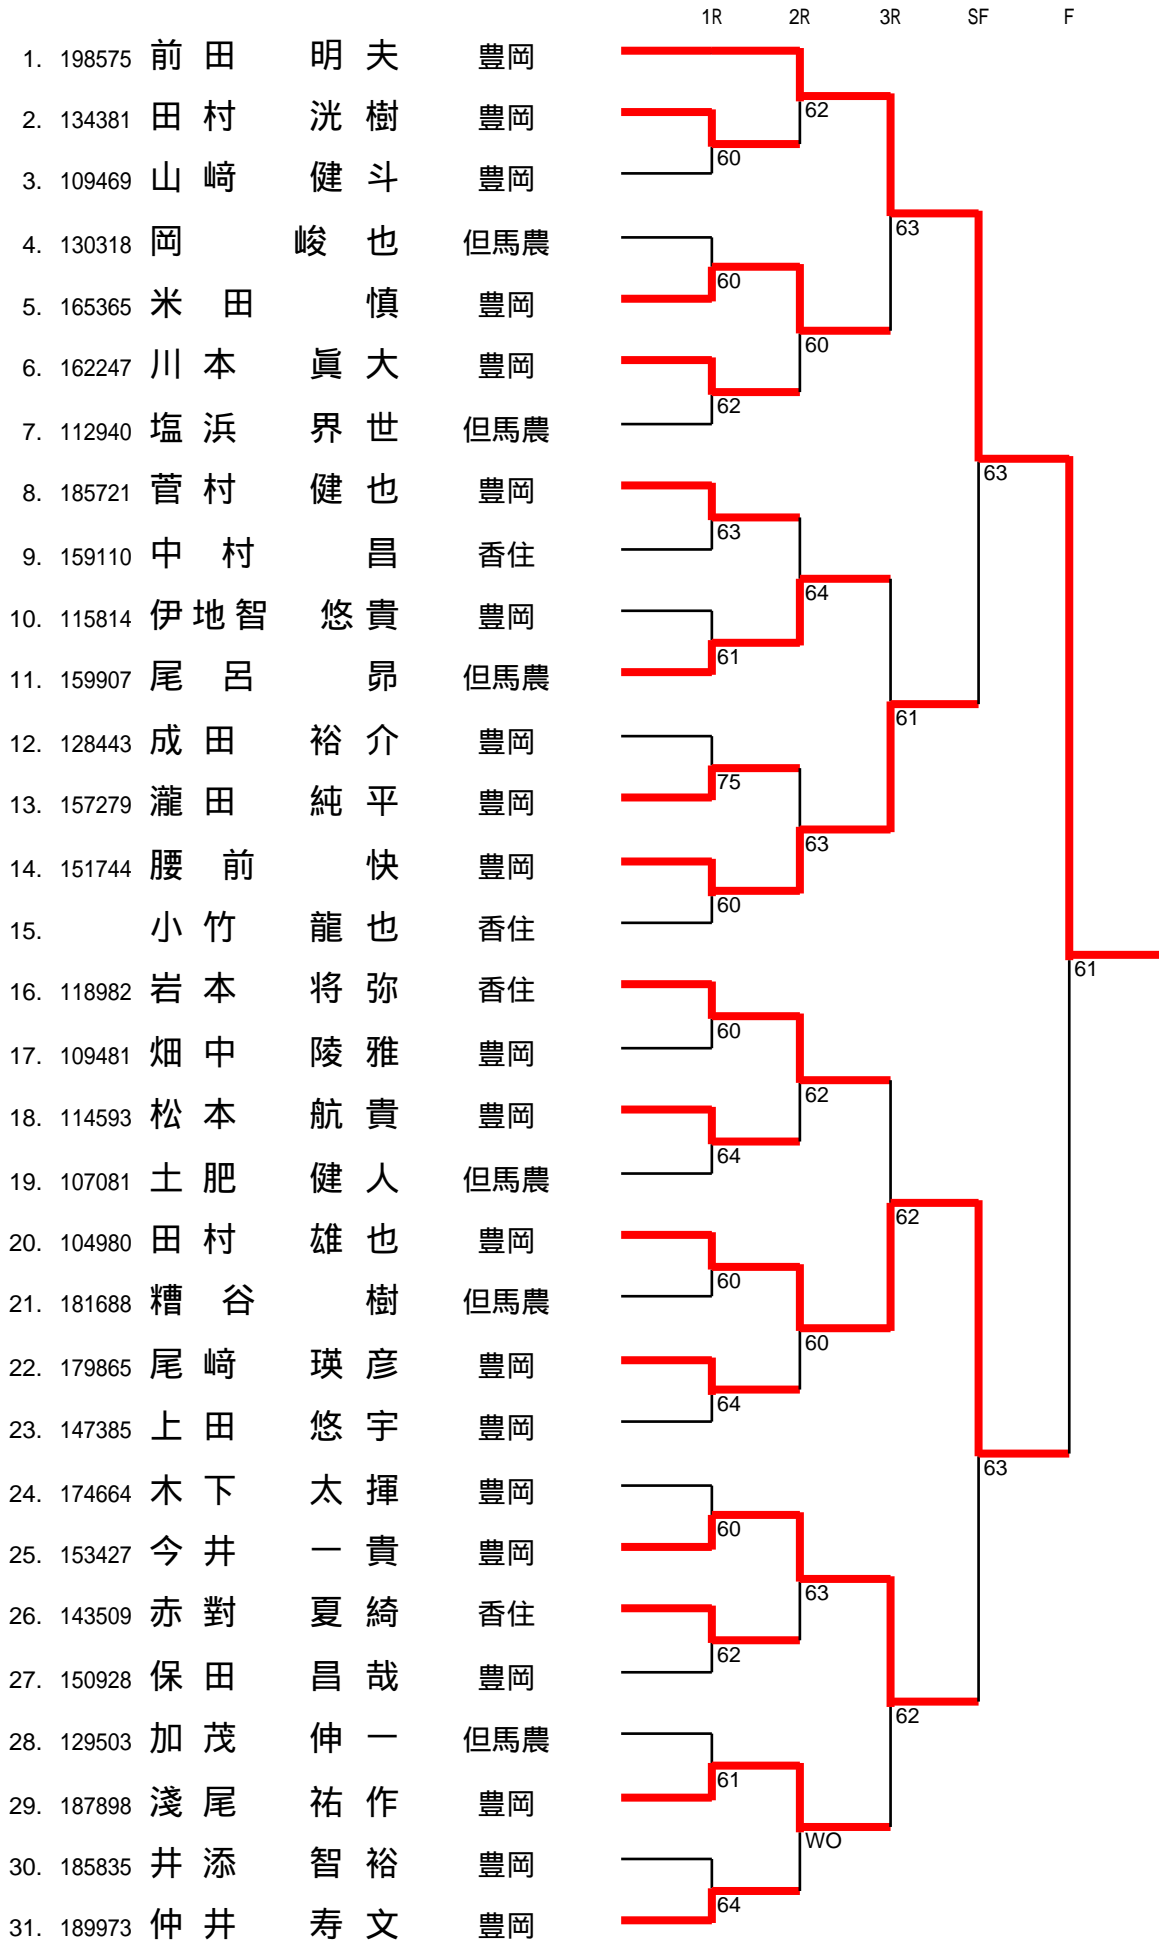 1R 2R 3R SF F
1. 198575 前田 明夫 豊岡
2. 134381 田村 洸樹 豊岡
62
60
3. 109469 山﨑 健斗 豊岡
63
4. 130318 岡 峻也 但馬農
60
5. 165365 米田 慎 豊岡
60
6. 162247 川本 眞大 豊岡
62
7. 112940 塩浜 界世 但馬農
63
8. 185721 菅村 健也 豊岡
63
9. 159110 中村 昌 香住
64
10. 115814 伊地智 悠貴 豊岡
61
11. 159907 尾呂 昴 但馬農
61
12. 128443 成田 裕介 豊岡
75
13. 157279 瀧田 純平 豊岡
63
14. 151744 腰前 快 豊岡
60
15. 小竹 龍也 香住
61
16. 118982 岩本 将弥 香住
60
17. 109481 畑中 陵雅 豊岡
62
18. 114593 松本 航貴 豊岡
64
19. 107081 土肥 健人 但馬農
62
20. 104980 田村 雄也 豊岡
60
21. 181688 糟谷 樹 但馬農
60
22. 179865 尾﨑 瑛彦 豊岡
64
23. 147385 上田 悠宇 豊岡
63
24. 174664 木下 太揮 豊岡
60
25. 153427 今井 一貴 豊岡
63
26. 143509 赤對 夏綺 香住
62
27. 150928 保田 昌哉 豊岡
62
28. 129503 加茂 伸一 但馬農
61
29. 187898 淺尾 祐作 豊岡
WO
30. 185835 井添 智裕 豊岡
64
31. 189973 仲井 寿文 豊岡